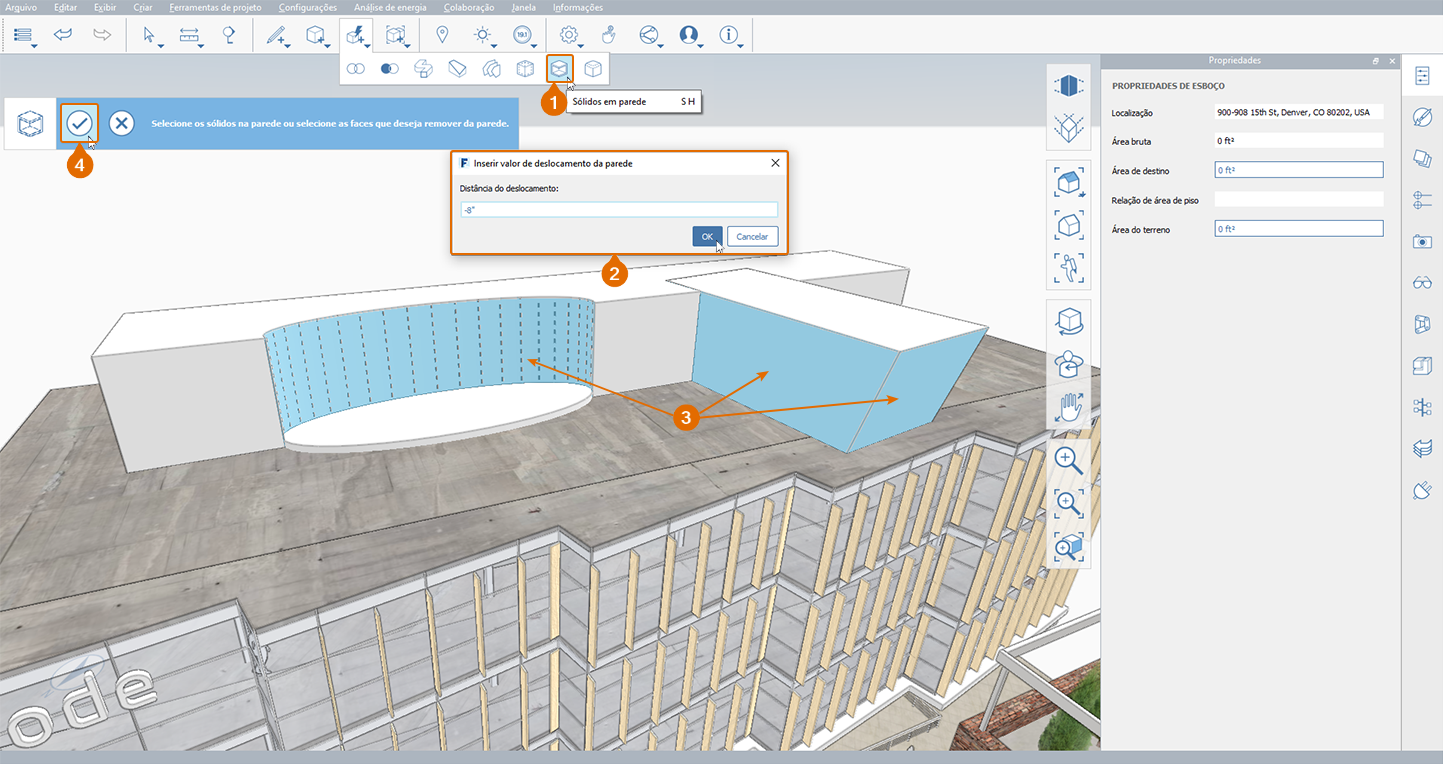 Arquivo Editar Exibir Criar Ferramentas de projeto Configurações Análise de energia Colaboração Janela Informações
19.1
Propriedades
1
Sólidos em parede S H
PROPRIEDADES DE ESBOÇO
Localização 900-908 15th St, Denver, CO 80202, USA
Área bruta 0 ft²
Área de destino 0 ft²
Relação de área de piso
Área do terreno 0 ft²
Selecione os sólidos na parede ou selecione as faces que deseja remover da parede.
4
F Inserir valor de deslocamento da parede
Distância do deslocamento:
-8"
OK Cancelar
2
3
ode